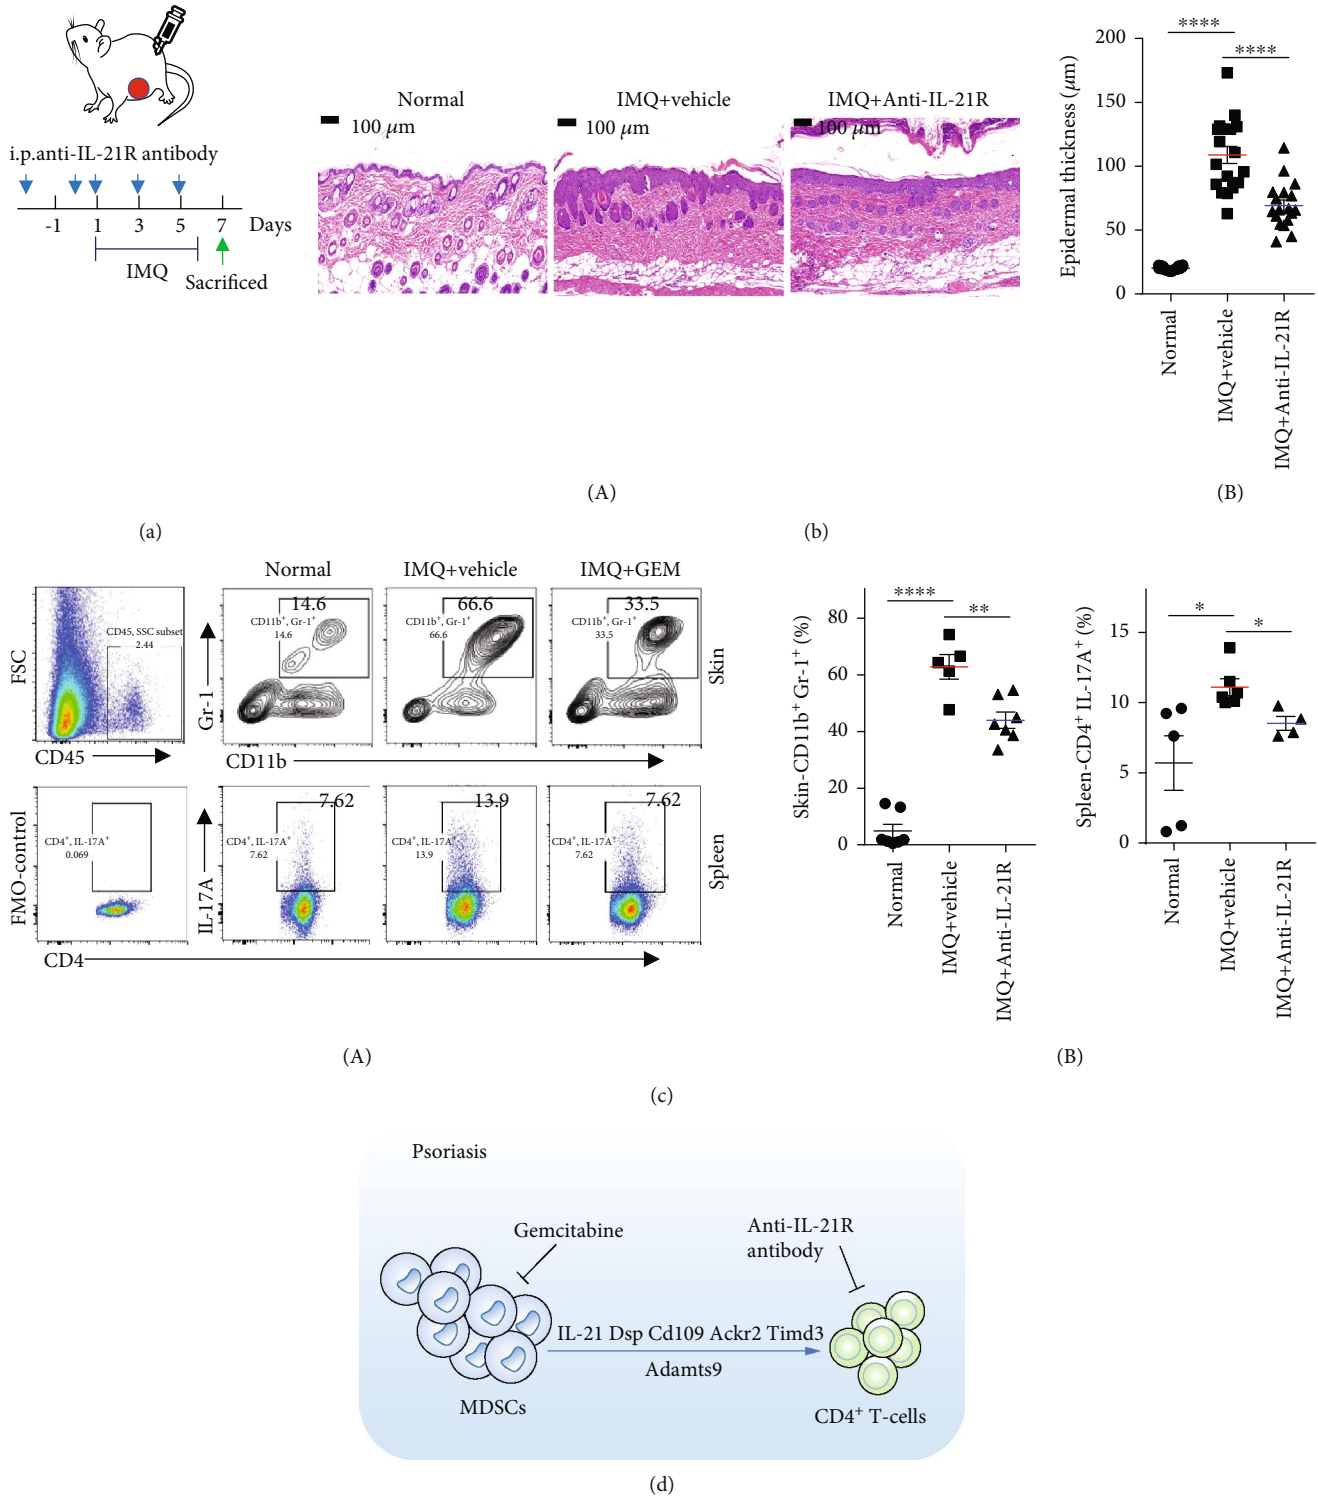 i.p.anti-IL-21R antibody
-1 1 3 5 7 Days
IMQ
Sacrificed
(a)
Normal
100 μm
IMQ+vehicle
100 μm
IMQ+Anti-IL-21R
100 μm
(A)
Epidermal thickness (μm)
200
150
100
50
0
****
****
Normal
IMQ+vehicle
IMQ+Anti-IL-21R
(B)
(b)
FSC
CD45, SSC subset
2.44
CD45
Normal
IMQ+vehicle
IMQ+GEM
Gr-1
14.6
CD11b⁺, Gr-1⁺
14.6
66.6
CD11b⁺, Gr-1⁺
66.6
33.5
CD11b⁺, Gr-1⁺
33.5
Skin
CD11b
FMO-control
CD4⁺, IL-17A⁺
0.069
IL-17A
7.62
CD4⁺, IL-17A⁺
7.62
13.9
CD4⁺, IL-17A⁺
13.9
7.62
CD4⁺, IL-17A⁺
7.62
Spleen
CD4
(A)
Skin-CD11b⁺Gr-1⁺ (%)
80
60
40
20
0
****
**
Normal
IMQ+vehicle
IMQ+Anti-IL-21R
Spleen-CD4⁺ IL-17A⁺ (%)
15
10
5
0
*
*
Normal
IMQ+vehicle
IMQ+Anti-IL-21R
(B)
(c)
Psoriasis
Gemcitabine
Anti-IL-21R
antibody
IL-21 Dsp Cd109 Ackr2 Timd3
Adamts9
MDSCs
CD4⁺ T-cells
(d)